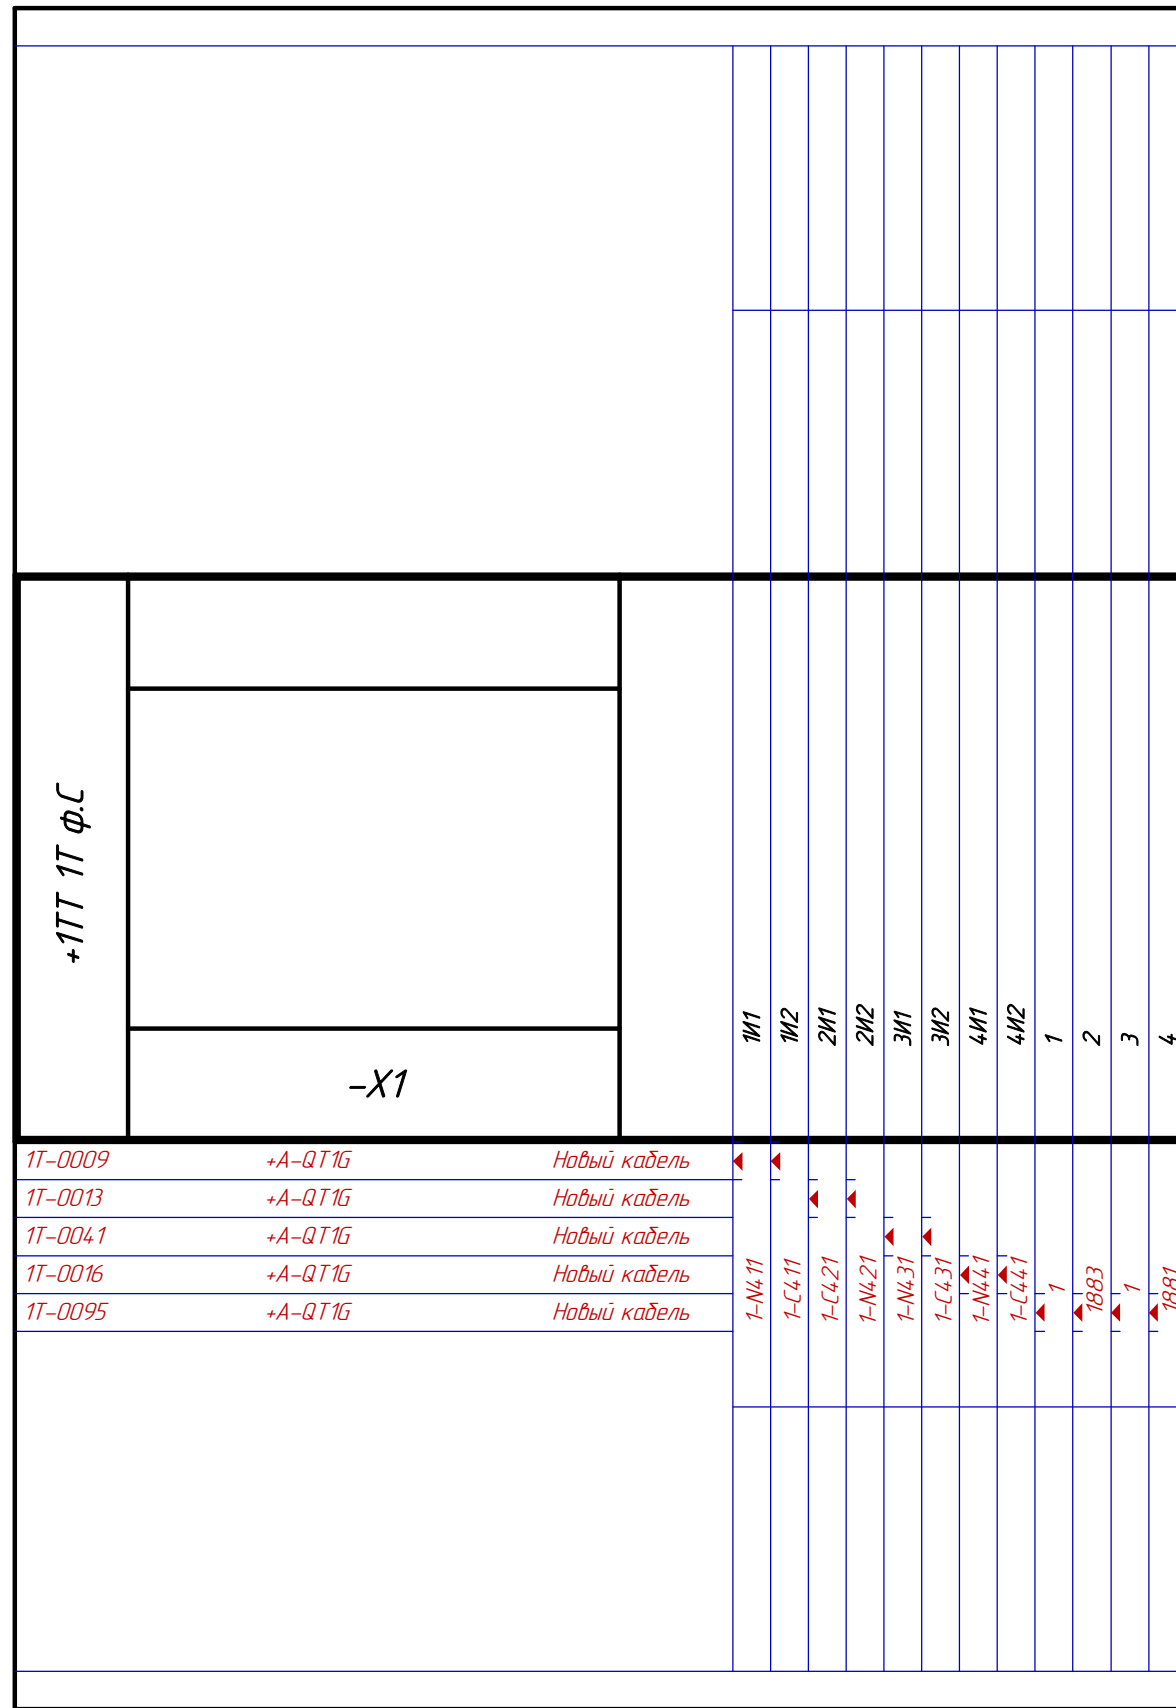 +1ТТ 1Т ф.С
-X1
1И1
1И2
2И1
2И2
3И1
3И2
4И1
4И2
1
2
3
4
1Т-0009 +A-QT1G Новый кабель
1Т-0013 +A-QT1G Новый кабель
1Т-0041 +A-QT1G Новый кабель
1Т-0016 +A-QT1G Новый кабель
1Т-0095 +A-QT1G Новый кабель
1-N411
1-C411
1-C421
1-N421
1-N431
1-C431
1-N441
1-C441
1
1883
1
1881